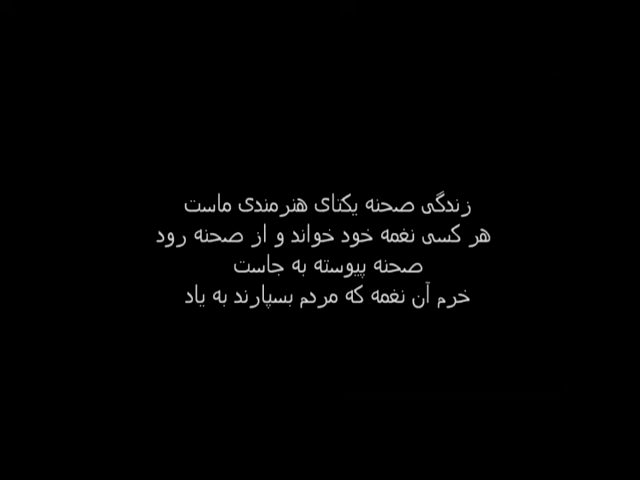 زندگی صحنه یکتای هنرمندی ماست
هر کسی نغمه خود خواند و از صحنه رود
صحنه پیوسته به جاست
خرم آن نغمه که مردم بسپارند به یاد